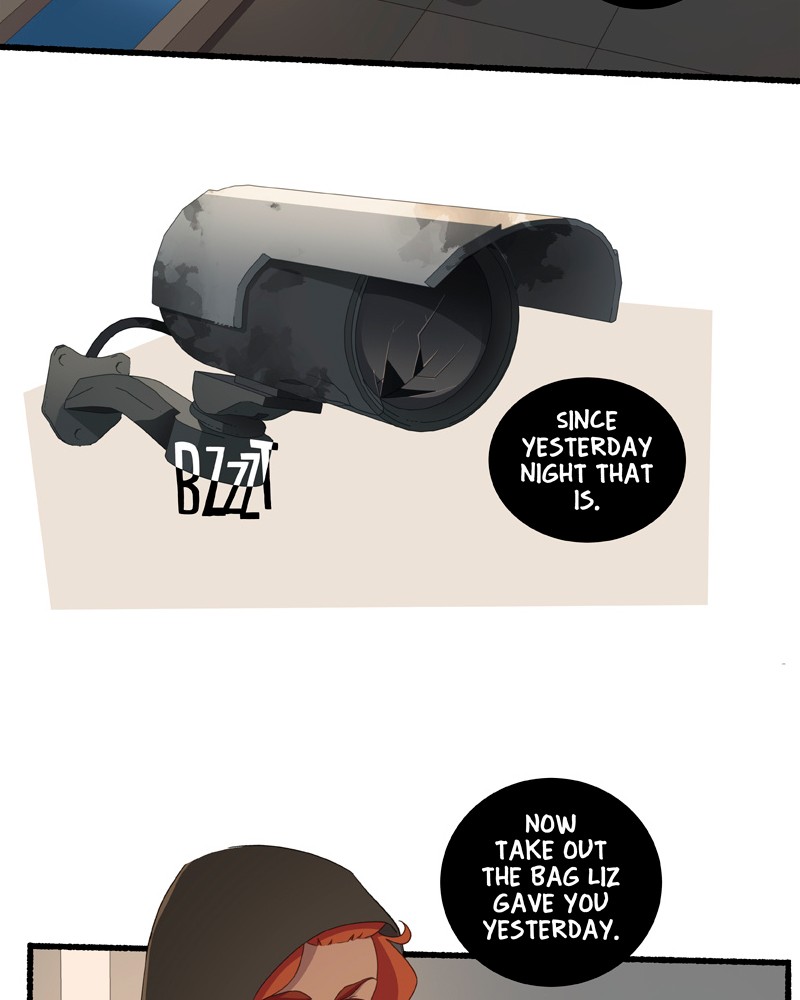 BZZZT
SINCE
YESTERDAY
NIGHT THAT
IS.
NOW
TAKE OUT
THE BAG LIZ
GAVE YOU
YESTERDAY.